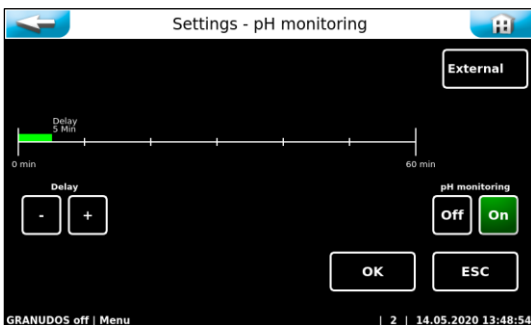 Settings - pH monitoring
External
Delay
5 Min
0 min
60 min
Delay
pH monitoring
-
+
Off
On
OK
ESC
GRANUDOS off | Menu
| 2 | 14.05.2020 13:48:54